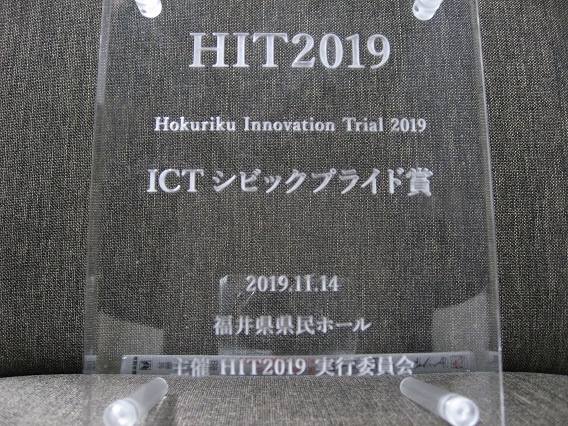 HIT2019
Hokuriku Innovation Trial 2019
ICT シビックプライド賞
2019.11.14
福井県県民ホール
主催 HIT2019 実行委員会